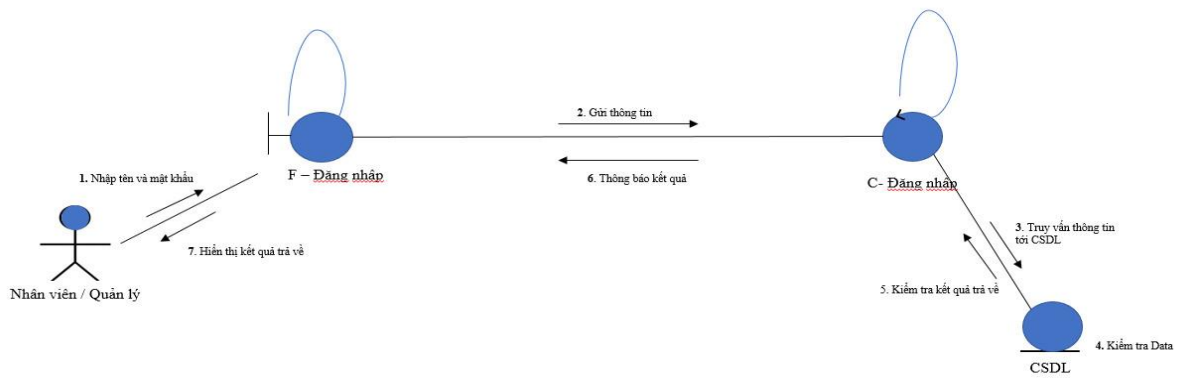 2. Gửi thông tin
F – Đăng nhập
6. Thông báo kết quả
C- Đăng nhập
1. Nhập tên và mật khẩu
7. Hiển thị kết quả trả về
Nhân viên / Quản lý
3. Truy vấn thông tin
tới CSDL
5. Kiểm tra kết quả trả về
4. Kiểm tra Data
CSDL